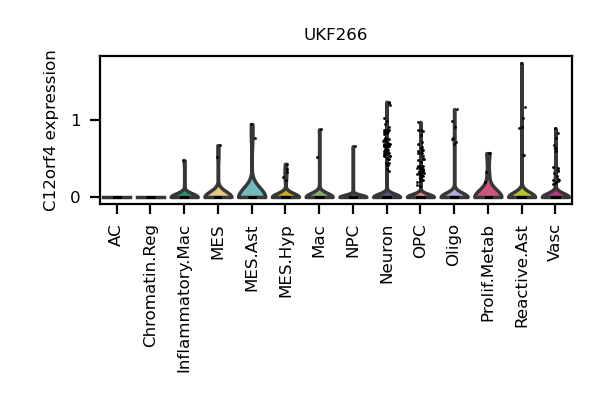 UKF266
C12orf4 expression
1
0
AC
Chromatin.Reg
Inflammatory.Mac
MES
MES.Ast
MES.Hyp
Mac
NPC
Neuron
OPC
Oligo
Prolif.Metab
Reactive.Ast
Vasc